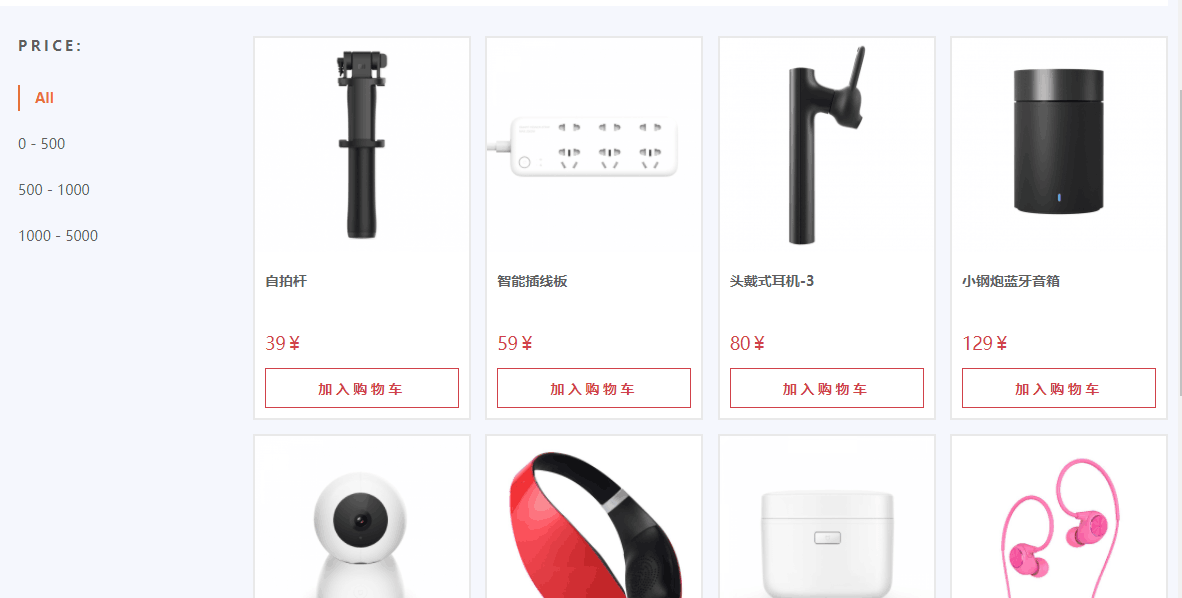 PRICE:
All
0 - 500
500 - 1000
1000 - 5000
自拍杆
智能插线板
头戴式耳机-3
小钢炮蓝牙音箱
39￥
59￥
80￥
129￥
加入购物车
加入购物车
加入购物车
加入购物车